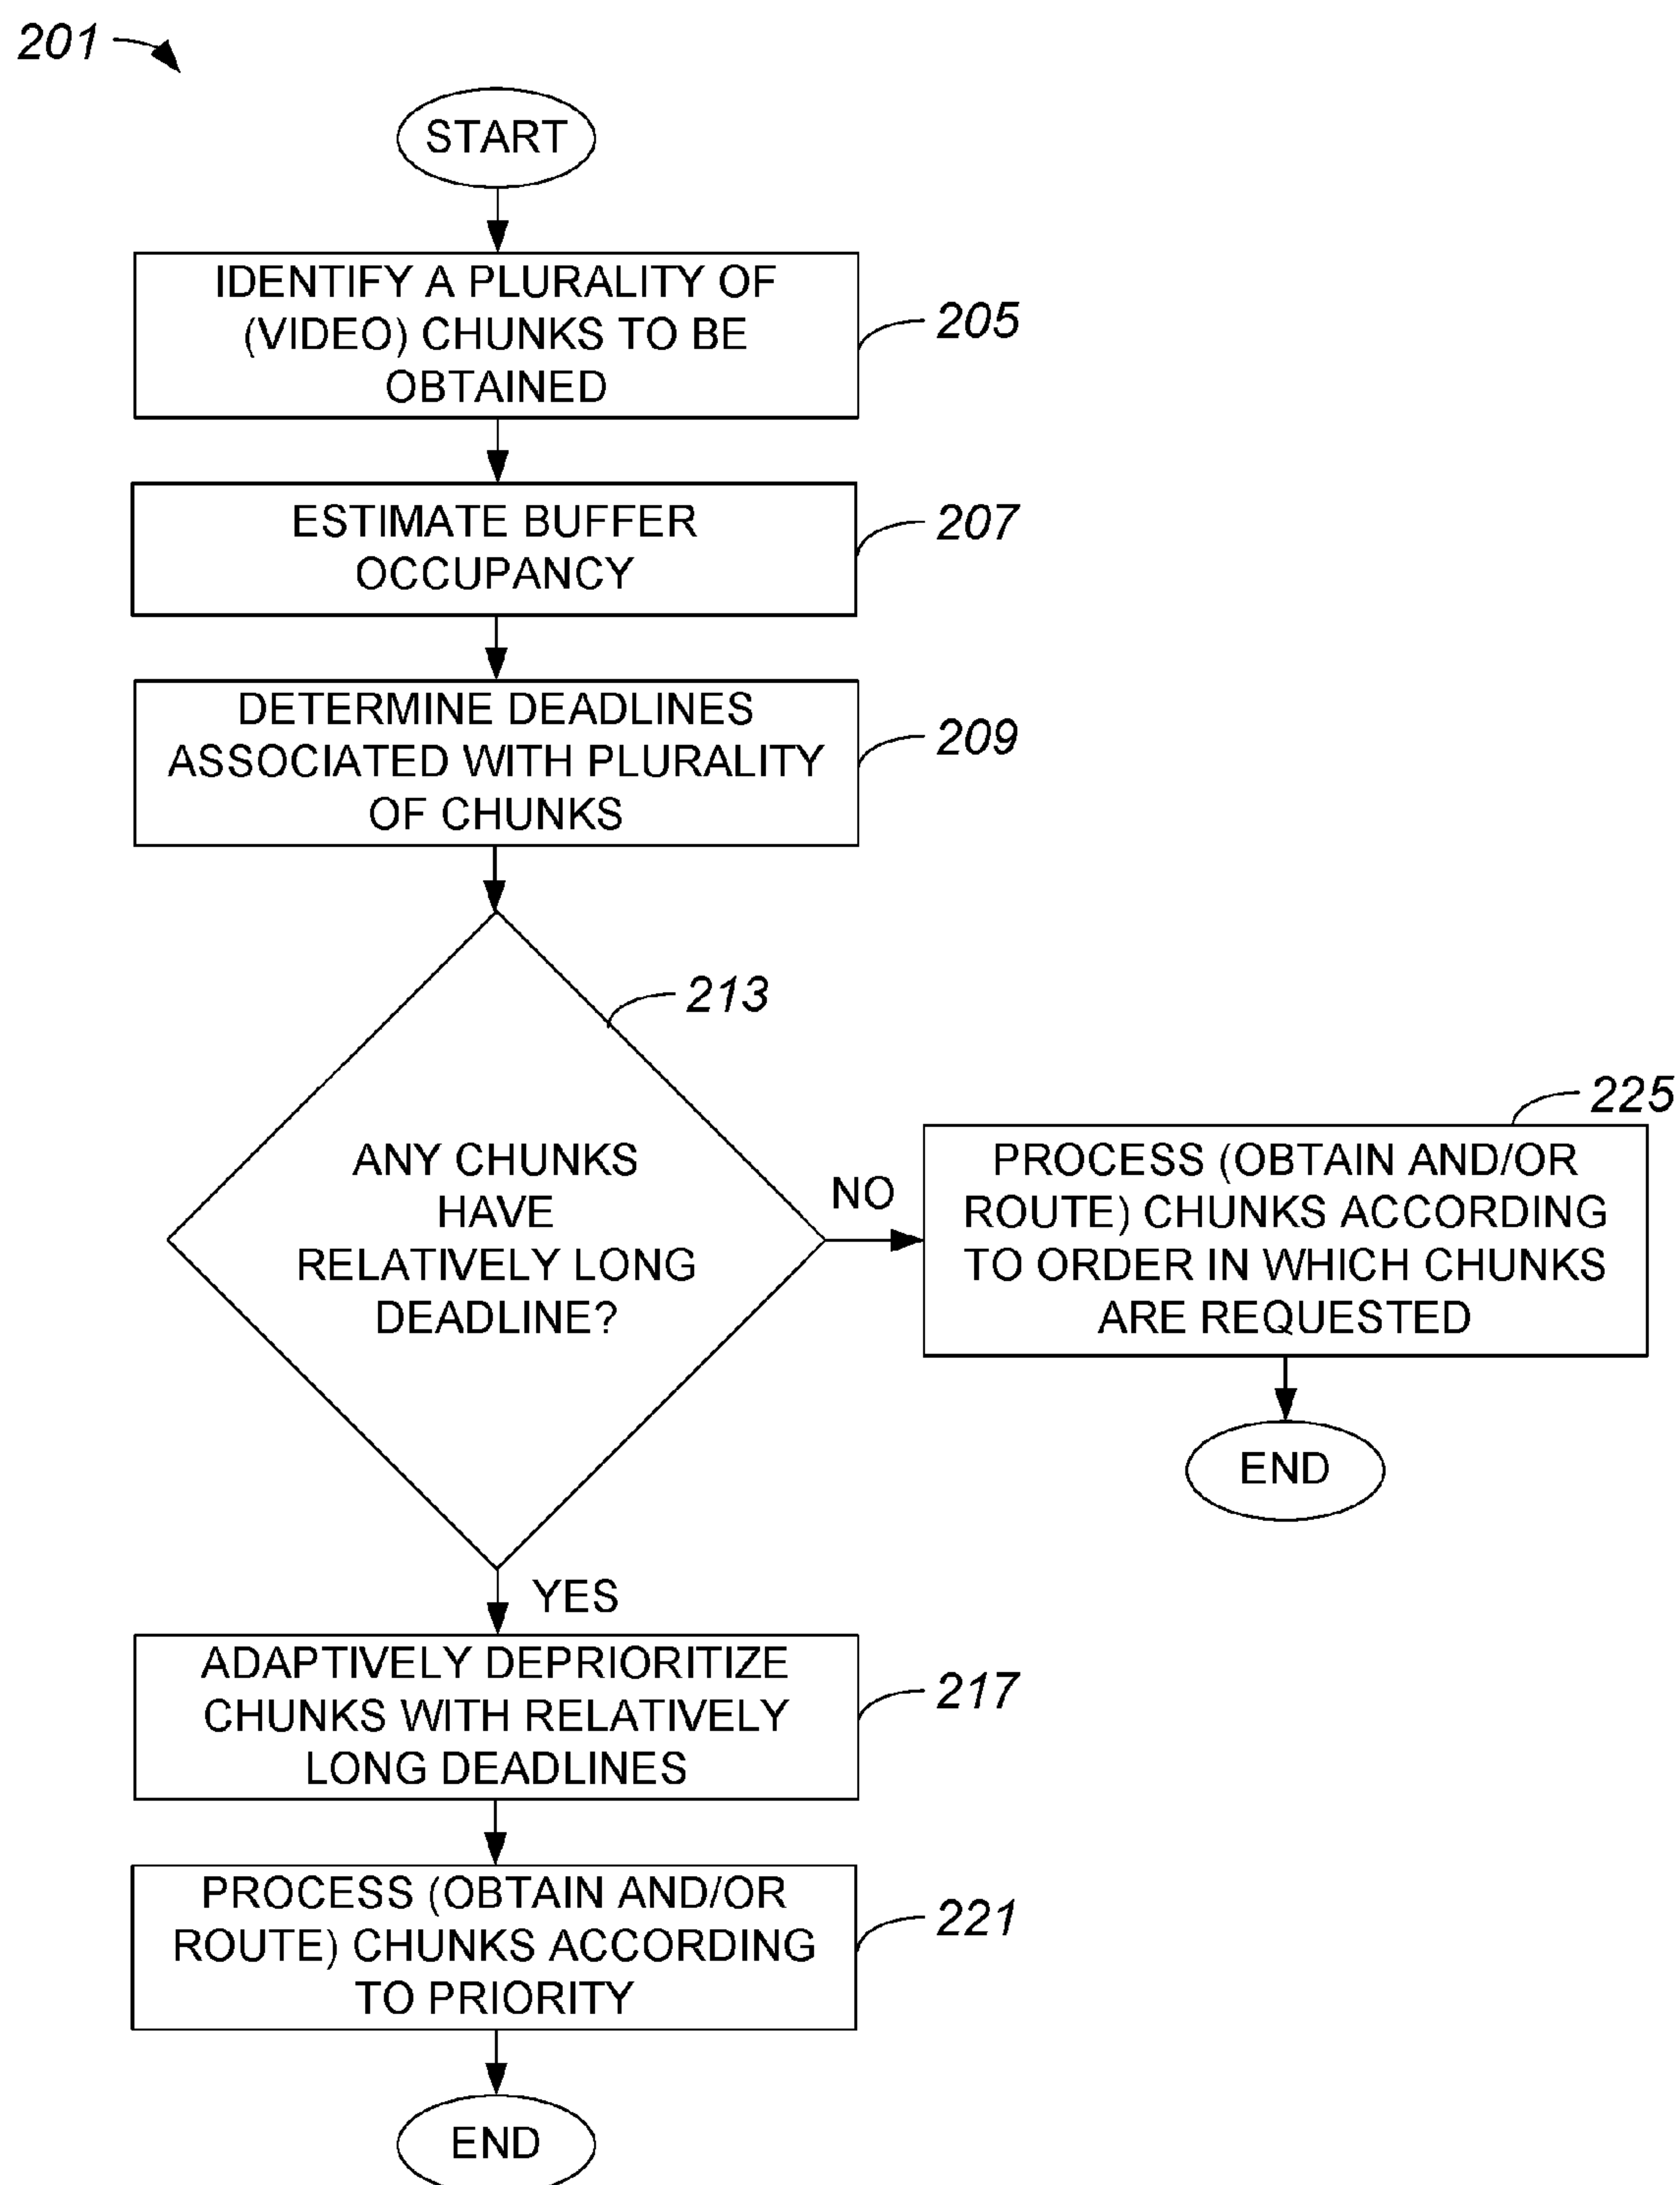 201
START
IDENTIFY A PLURALITY OF
(VIDEO) CHUNKS TO BE
OBTAINED
205
ESTIMATE BUFFER
OCCUPANCY
207
DETERMINE DEADLINES
ASSOCIATED WITH PLURALITY
OF CHUNKS
209
213
ANY CHUNKS
HAVE
RELATIVELY LONG
DEADLINE?
NO
225
PROCESS (OBTAIN AND/OR
ROUTE) CHUNKS ACCORDING
TO ORDER IN WHICH CHUNKS
ARE REQUESTED
END
YES
ADAPTIVELY DEPRIORITIZE
CHUNKS WITH RELATIVELY
LONG DEADLINES
217
PROCESS (OBTAIN AND/OR
ROUTE) CHUNKS ACCORDING
TO PRIORITY
221
END